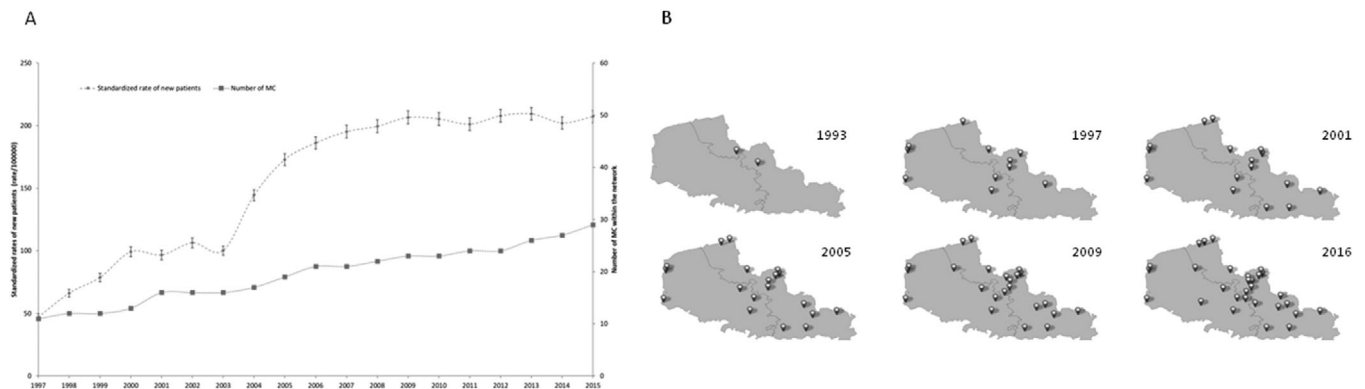 A
B
250
200
150
100
50
0
60
50
40
30
20
10
0
Standardized rate of new patients
Number of MC
Standardized rates of new patients (rate/100000)
Number of MC within the network
1997 1998 1999 2000 2001 2002 2003 2004 2005 2006 2007 2008 2009 2010 2011 2012 2013 2014 2015
1993
1997
2001
2005
2009
2016